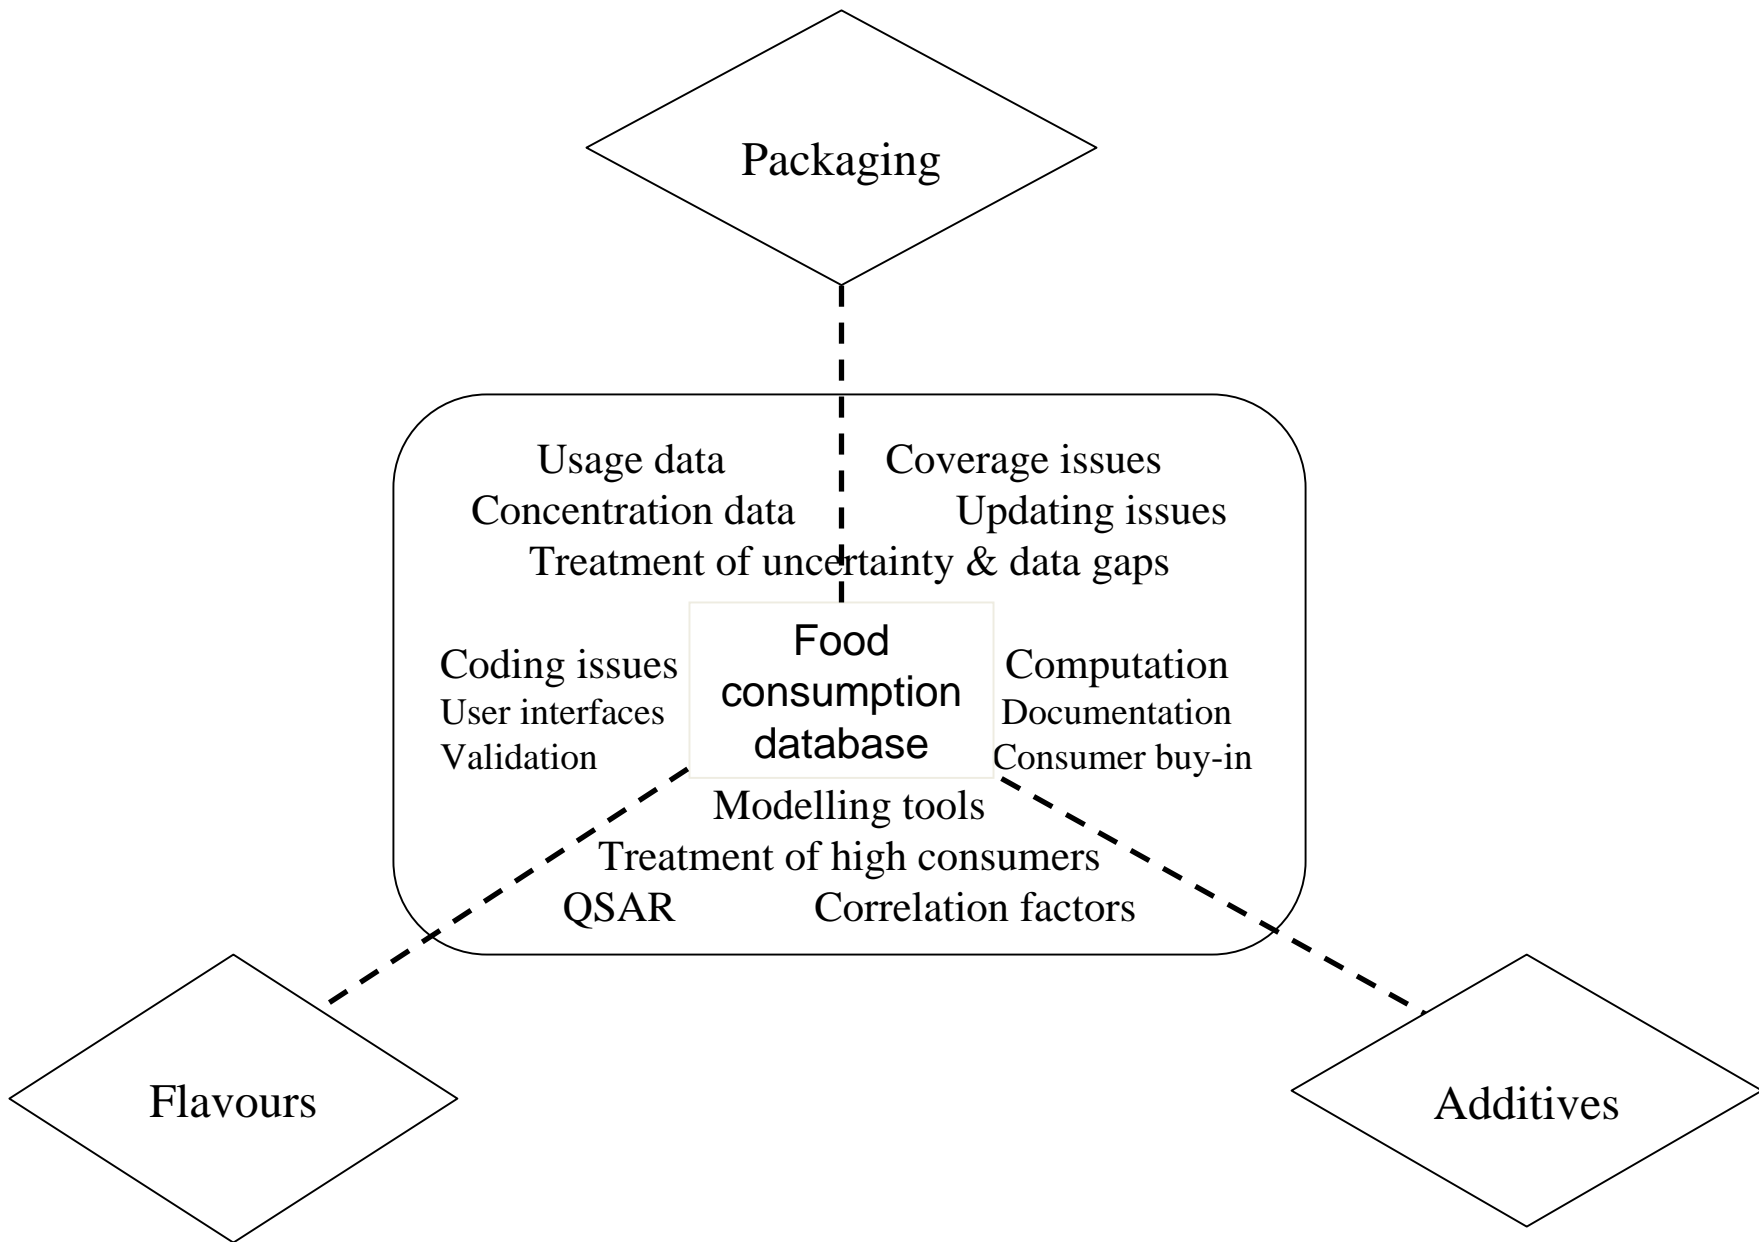 Packaging
Usage data Coverage issues
Concentration data Updating issues
Treatment of uncertainty & data gaps
Food
consumption
database
Coding issues
User interfaces
Validation
Computation
Documentation
Consumer buy-in
Modelling tools
Treatment of high consumers
QSAR Correlation factors
Flavours
Additives